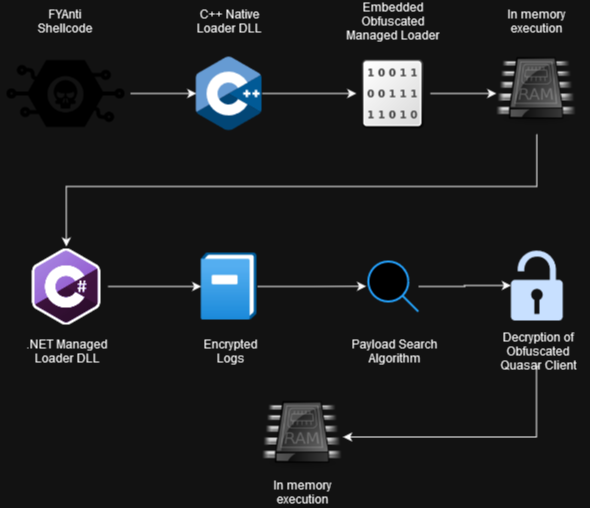 FYAnti
Shellcode
C++ Native
Loader DLL
Embedded
Obfuscated
Managed Loader
In memory
execution
C++
10011
00111
11010
RAM
C#
.NET Managed
Loader DLL
Encrypted
Logs
Payload Search
Algorithm
Decryption of
Obfuscated
Quasar Client
RAM
In memory
execution